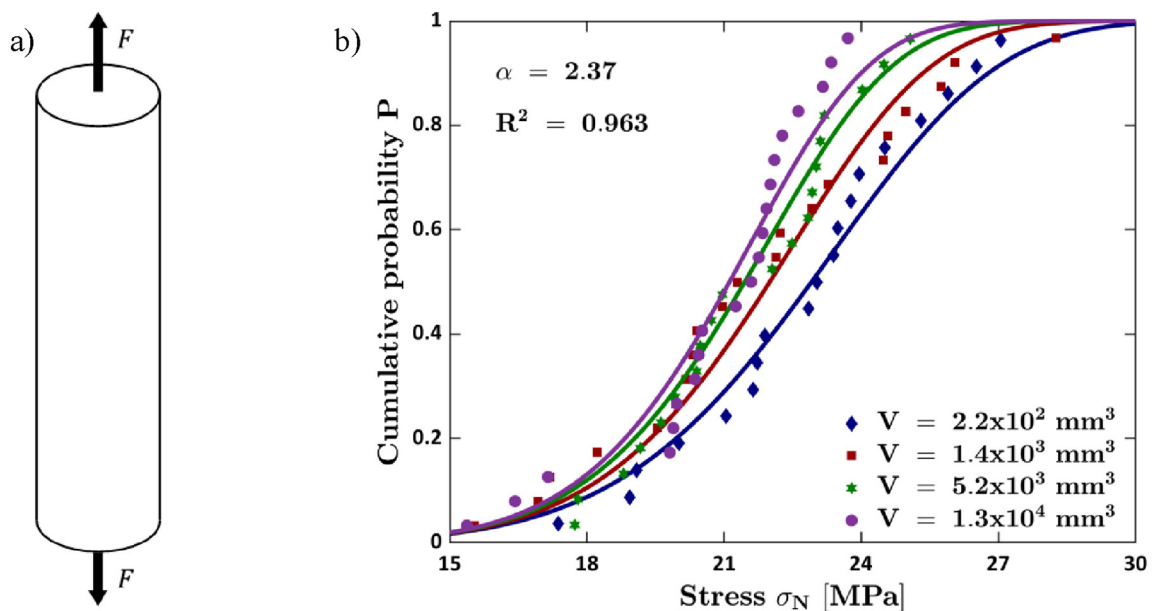 a)
F
F
b)
Cumulative probability P
1
0.8
0.6
0.4
0.2
0
α = 2.37
R² = 0.963
V = 2.2x10² mm³
V = 1.4x10³ mm³
V = 5.2x10³ mm³
V = 1.3x10⁴ mm³
15 18 21 24 27 30
Stress σ_N [MPa]